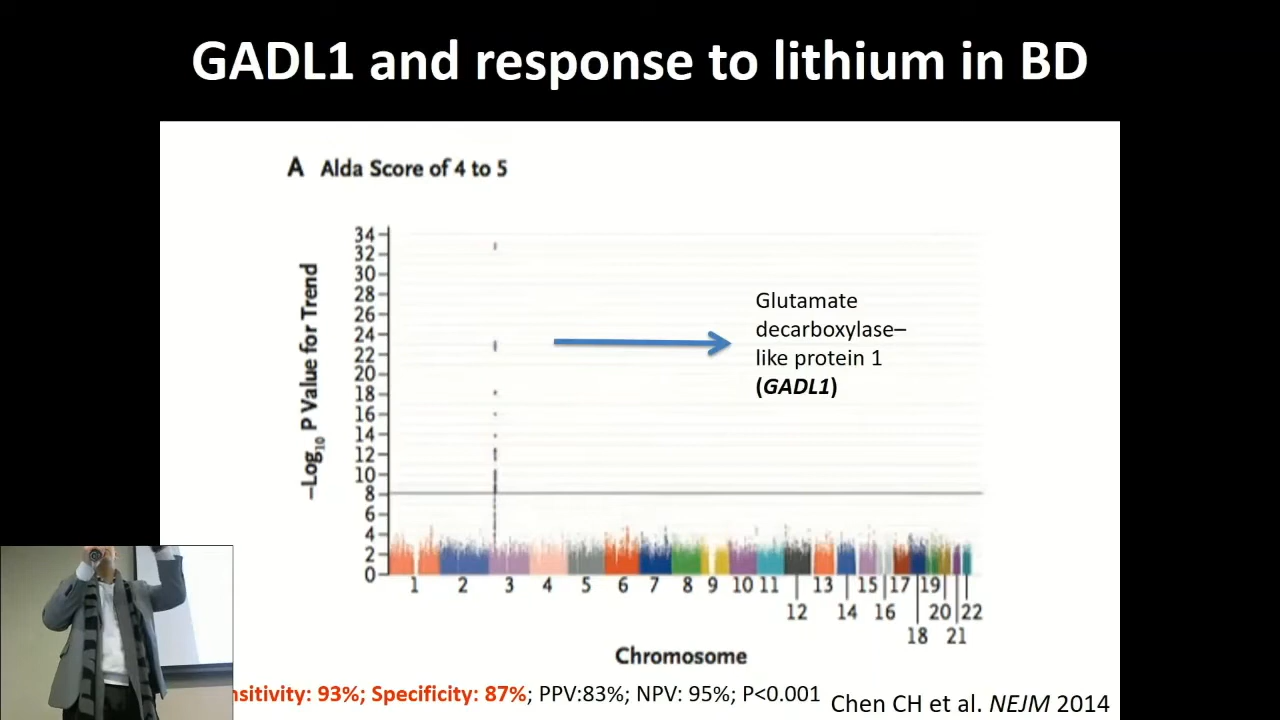 GADL1 and response to lithium in BD
A Alda Score of 4 to 5
–Log10 P Value for Trend
34
32
30
28
26
24
22
20
18
16
14
12
10
8
6
4
2
0
Glutamate
decarboxylase–
like protein 1
(GADL1)
1 2 3 4 5 6 7 8 9 10 11 13 15 17 19
12 14 16 20 22
18 21
Chromosome
nsitivity: 93%; Specificity: 87%; PPV:83%; NPV: 95%; P<0.001
Chen CH et al. NEJM 2014